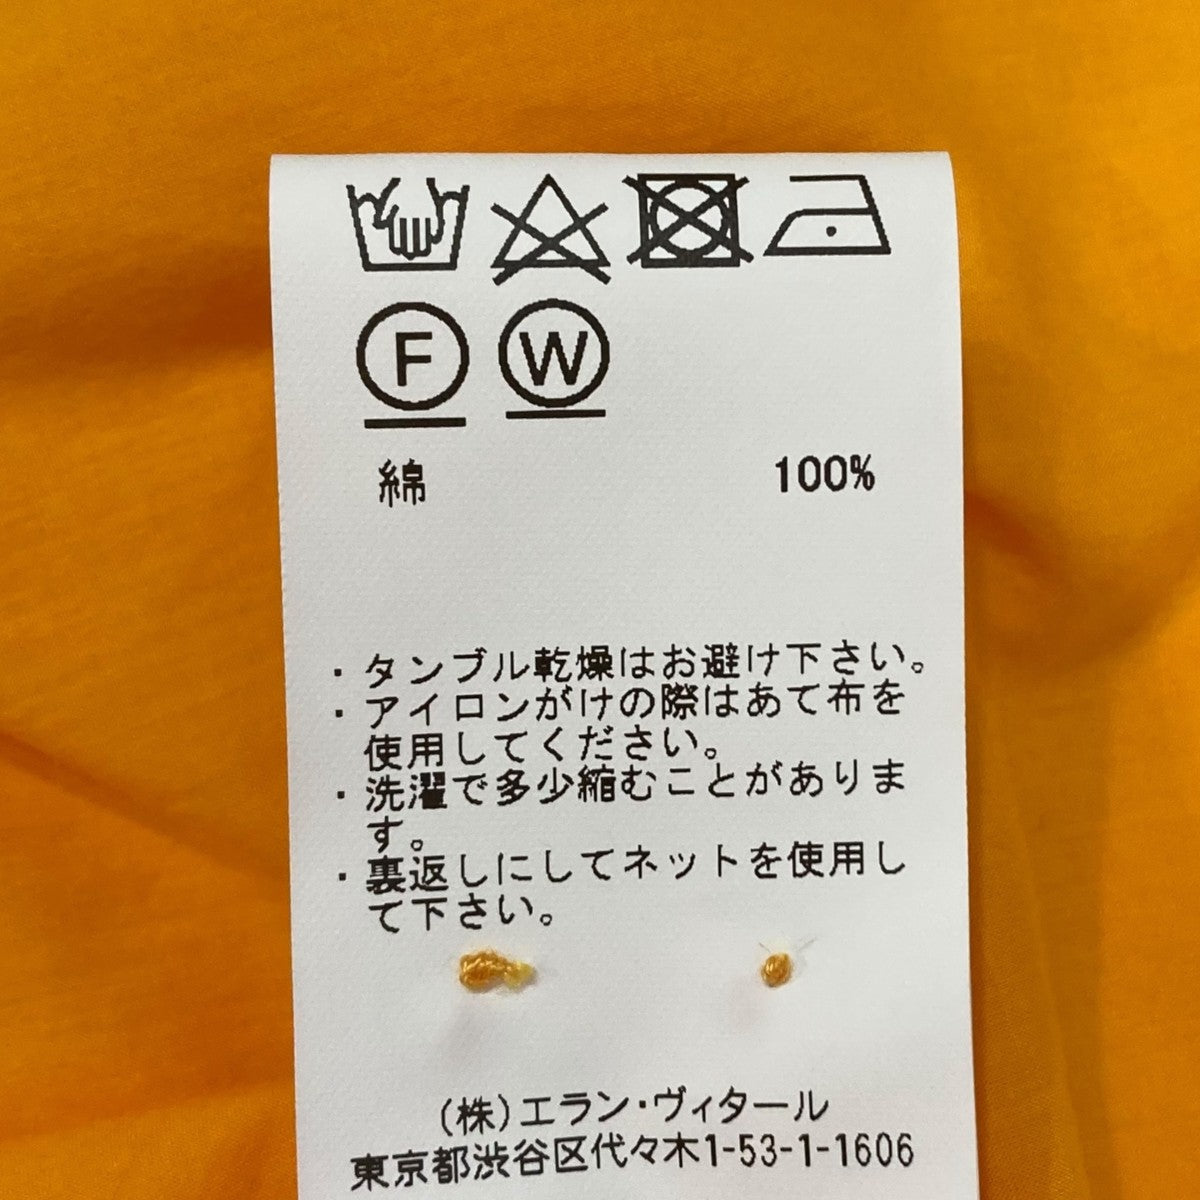 F W
綿 100%
・タンブル乾燥はお避け下さい。
・アイロンがけの際はあて布を
使用してください。
・洗濯で多少縮むことがありま
す。
・裏返しにしてネットを使用し
て下さい。
(株)エラン・ヴィタール
東京都渋谷区代々木1-53-1-1606